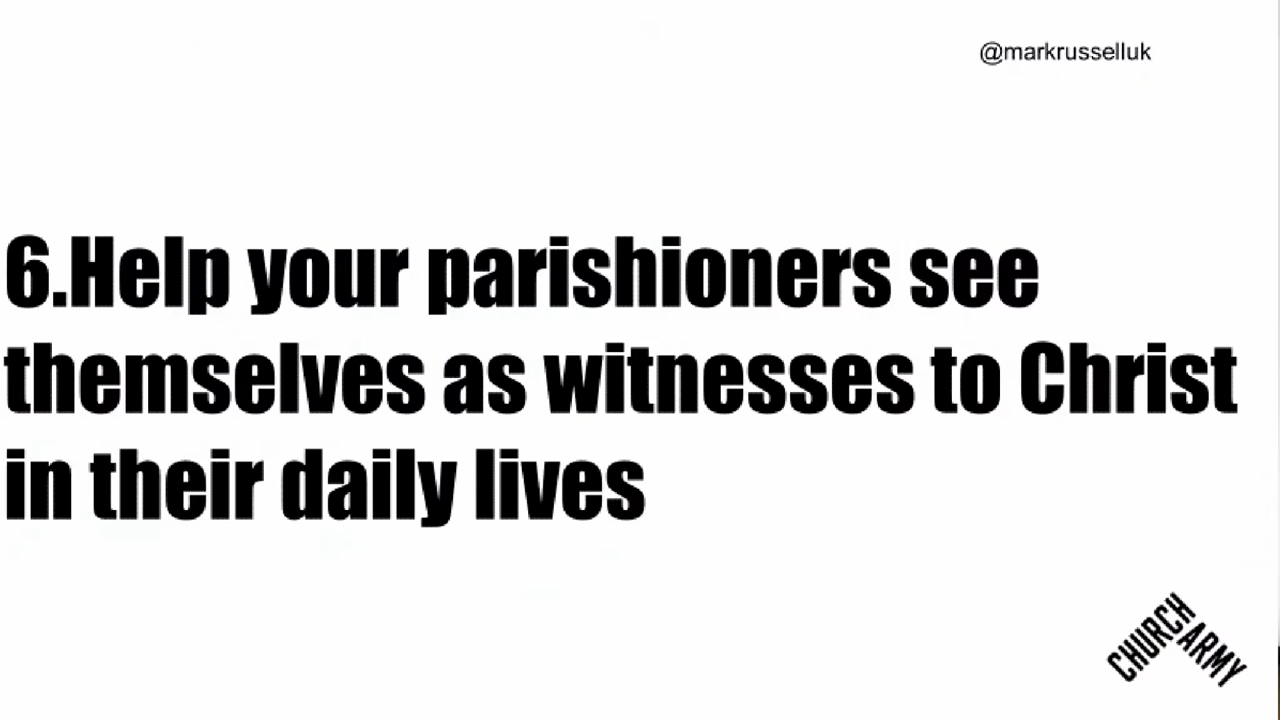 @markrusselluk
6.Help your parishioners see
themselves as witnesses to Christ
in their daily lives
CHURCH
ARMY